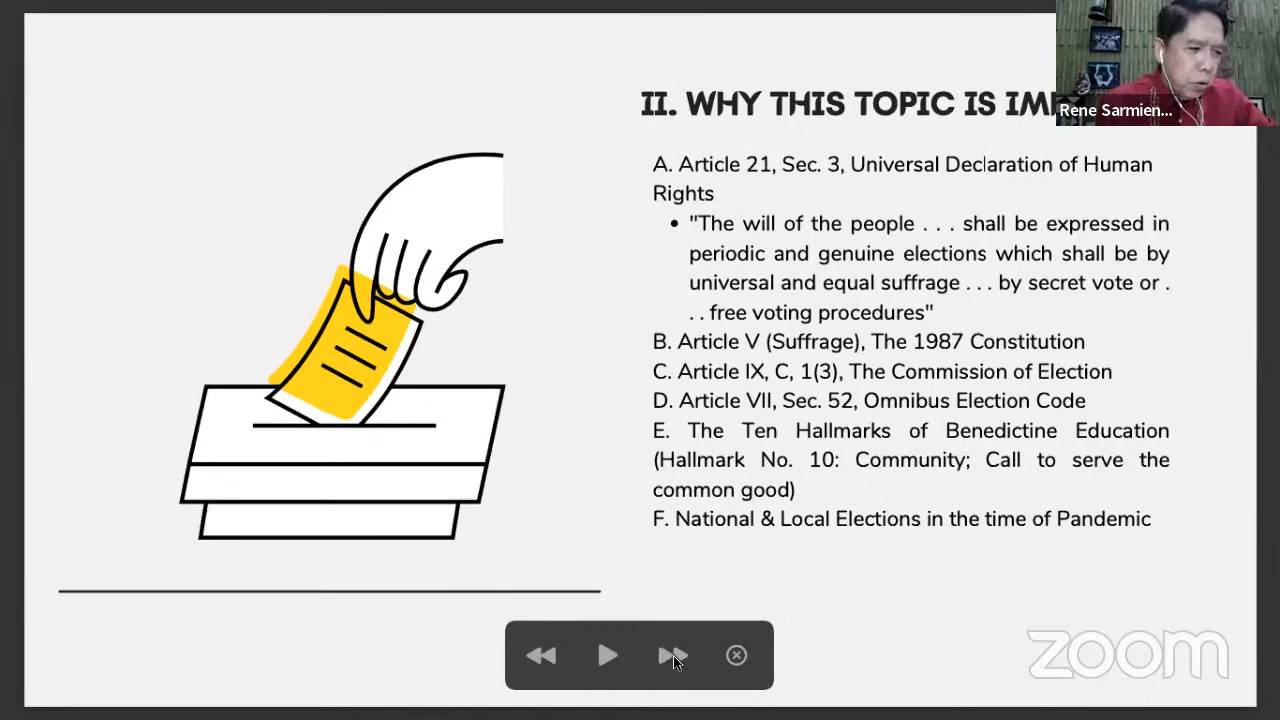 II. WHY THIS TOPIC IS
Rene Sarmien...
A. Article 21, Sec. 3, Universal Declaration of Human
Rights
• "The will of the people . . . shall be expressed in
periodic and genuine elections which shall be by
universal and equal suffrage . . . by secret vote or .
. . free voting procedures"
B. Article V (Suffrage), The 1987 Constitution
C. Article IX, C, 1(3), The Commission of Election
D. Article VII, Sec. 52, Omnibus Election Code
E. The Ten Hallmarks of Benedictine Education
(Hallmark No. 10: Community; Call to serve the
common good)
F. National & Local Elections in the time of Pandemic
zoom